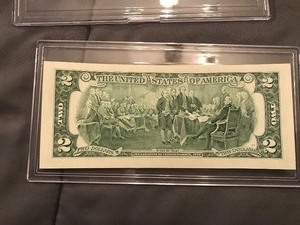 2
THE UNITED STATES OF AMERICA
2
TWO
TWO
2
TWO DOLLARS
TWO DOLLARS
2